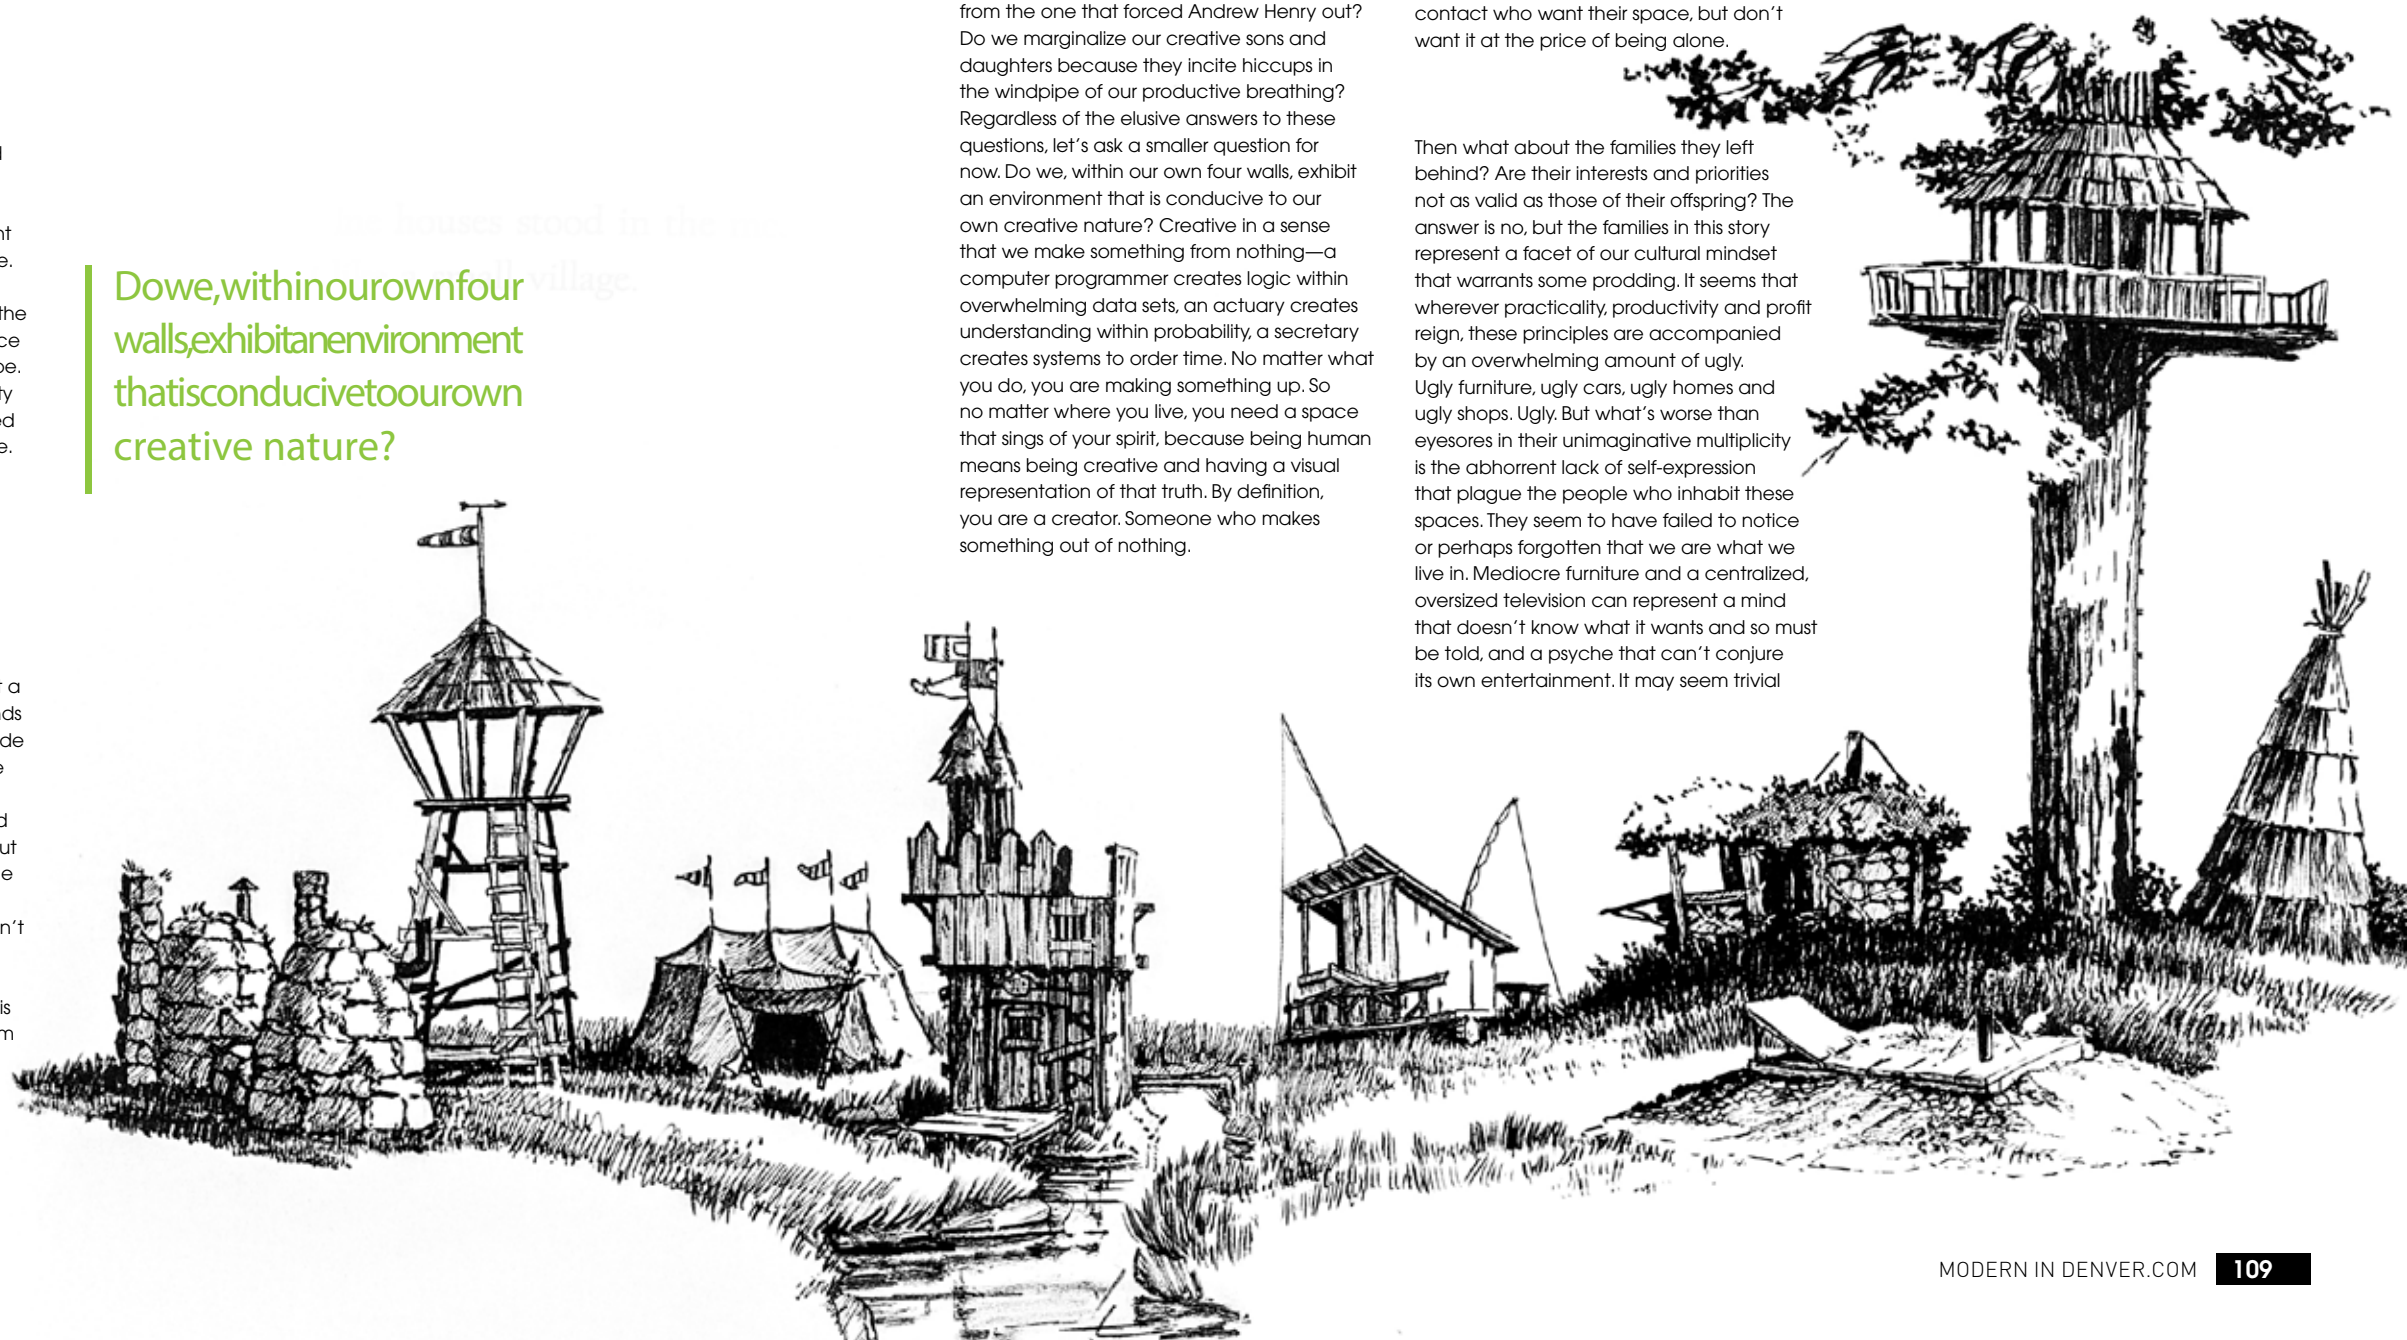 the
Dowe,withinourownfour
walls,exhibitanenvironment
thatisconducivetoourown
creative nature?
from the one that forced Andrew Henry out?
Do we marginalize our creative sons and
daughters because they incite hiccups in
the windpipe of our productive breathing?
Regardless of the elusive answers to these
questions, let's ask a smaller question for
now. Do we, within our own four walls, exhibit
an environment that is conducive to our
own creative nature? Creative in a sense
that we make something from nothing—a
computer programmer creates logic within
overwhelming data sets, an actuary creates
understanding within probability, a secretary
creates systems to order time. No matter what
you do, you are making something up. So
no matter where you live, you need a space
that sings of your spirit, because being human
means being creative and having a visual
representation of that truth. By definition,
you are a creator. Someone who makes
something out of nothing.
contact who want their space, but don't
want it at the price of being alone.
Then what about the families they left
behind? Are their interests and priorities
not as valid as those of their offspring? The
answer is no, but the families in this story
represent a facet of our cultural mindset
that warrants some prodding. It seems that
wherever practicality, productivity and profit
reign, these principles are accompanied
by an overwhelming amount of ugly.
Ugly furniture, ugly cars, ugly homes and
ugly shops. Ugly. But what's worse than
eyesores in their unimaginative multiplicity
is the abhorrent lack of self-expression
that plague the people who inhabit these
spaces. They seem to have failed to notice
or perhaps forgotten that we are what we
live in. Mediocre furniture and a centralized,
oversized television can represent a mind
that doesn't know what it wants and so must
be told, and a psyche that can't conjure
its own entertainment. It may seem trivial
houses stood in the
village.
MODERN IN DENVER.COM 109